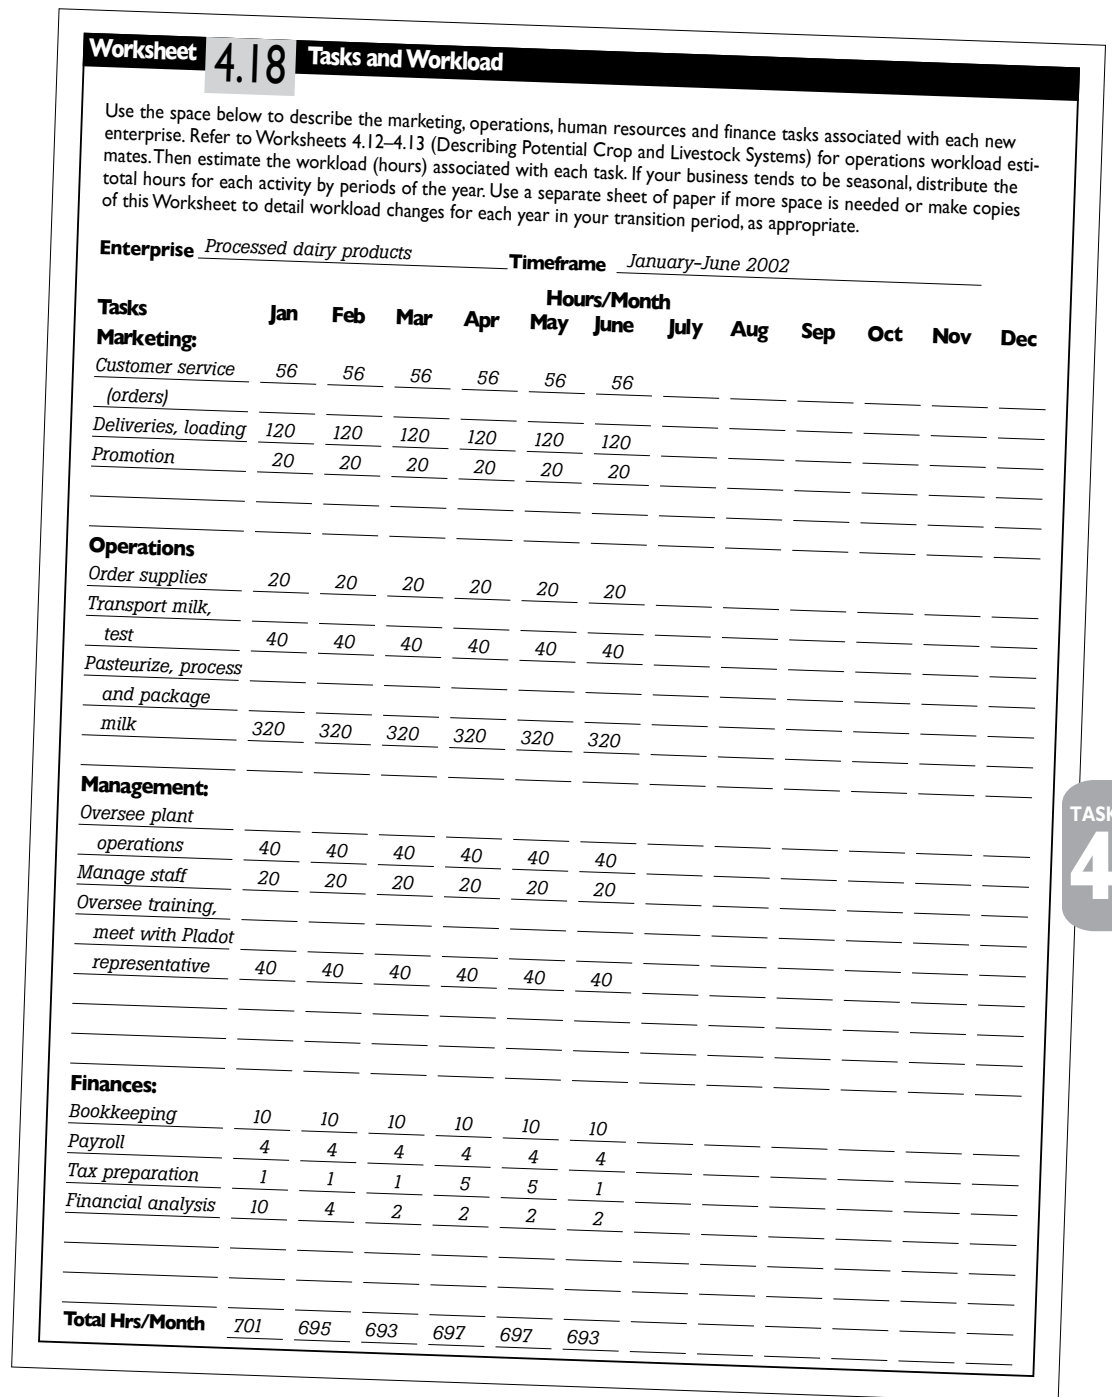 Worksheet 4.18 Tasks and Workload
Use the space below to describe the marketing, operations, human resources and finance tasks associated with each new
enterprise. Refer to Worksheets 4.12–4.13 (Describing Potential Crop and Livestock Systems) for operations workload esti-
mates. Then estimate the workload (hours) associated with each task. If your business tends to be seasonal, distribute the
total hours for each activity by periods of the year. Use a separate sheet of paper if more space is needed or make copies
of this Worksheet to detail workload changes for each year in your transition period, as appropriate.
Enterprise Processed dairy products Timeframe January–June 2002
Hours/Month
Tasks Jan Feb Mar Apr May June July Aug Sep Oct Nov Dec
Marketing:
Customer service 56 56 56 56 56 56
(orders)
Deliveries, loading 120 120 120 120 120 120
Promotion 20 20 20 20 20 20
Operations
Order supplies 20 20 20 20 20 20
Transport milk,
test 40 40 40 40 40 40
Pasteurize, process
and package
milk 320 320 320 320 320 320
Management:
Oversee plant
operations 40 40 40 40 40 40
Manage staff 20 20 20 20 20 20
Oversee training,
meet with Pladot
representative 40 40 40 40 40 40
Finances:
Bookkeeping 10 10 10 10 10 10
Payroll 4 4 4 4 4 4
Tax preparation 1 1 1 5 5 1
Financial analysis 10 4 2 2 2 2
Total Hrs/Month 701 695 693 697 697 693
TASK
4